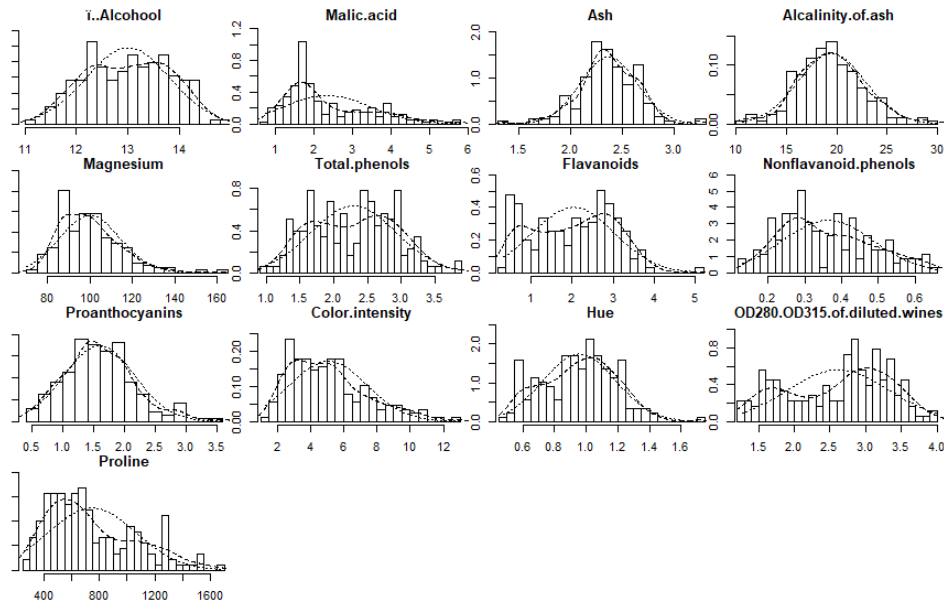 ï..Alcohool Malic.acid Ash Alcalinity.of.ash
0.0 0.4 0.8 1.2
0.0 1.0 2.0
0.00 0.10
11 12 13 14
1 2 3 4 5 6
1.5 2.0 2.5 3.0
10 15 20 25 30
Magnesium Total.phenols Flavanoids Nonflavanoid.phenols
0.0 0.4 0.8
0.0 0.2 0.4 0.6
0 1 2 3 4 5 6
80 100 120 140 160
1.0 1.5 2.0 2.5 3.0 3.5
1 2 3 4 5
0.2 0.3 0.4 0.5 0.6
Proanthocyanins Color.intensity Hue OD280.OD315.of.diluted.wines
0.00 0.10 0.20
0.0 1.0 2.0
0.0 0.4 0.8
0.5 1.0 1.5 2.0 2.5 3.0 3.5
2 4 6 8 10 12
0.6 0.8 1.0 1.2 1.4 1.6
1.5 2.0 2.5 3.0 3.5 4.0
Proline
400 800 1200 1600